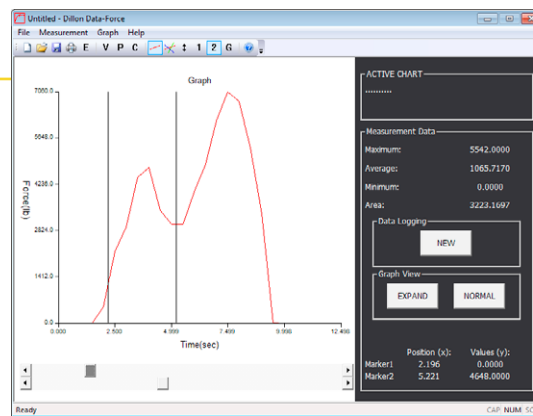 Untitled - Dillon Data-Force
File Measurement Graph Help
E V P C 1 2 G
Graph
ACTIVE CHART
..........
Measurement Data
Maximum: 5542.0000
Average: 1065.7170
Minimum: 0.0000
Area: 3223.1697
Data Logging
NEW
Graph View
EXPAND NORMAL
Position (x): Values (y):
Marker1 2.196 0.0000
Marker2 5.221 4648.0000
7060.0
5648.0
4236.0
2824.0
1412.0
0.0
Force(lb)
0.000 2.500 4.999 7.499 9.998 12.498
Time(sec)
Ready
CAP NUM SC